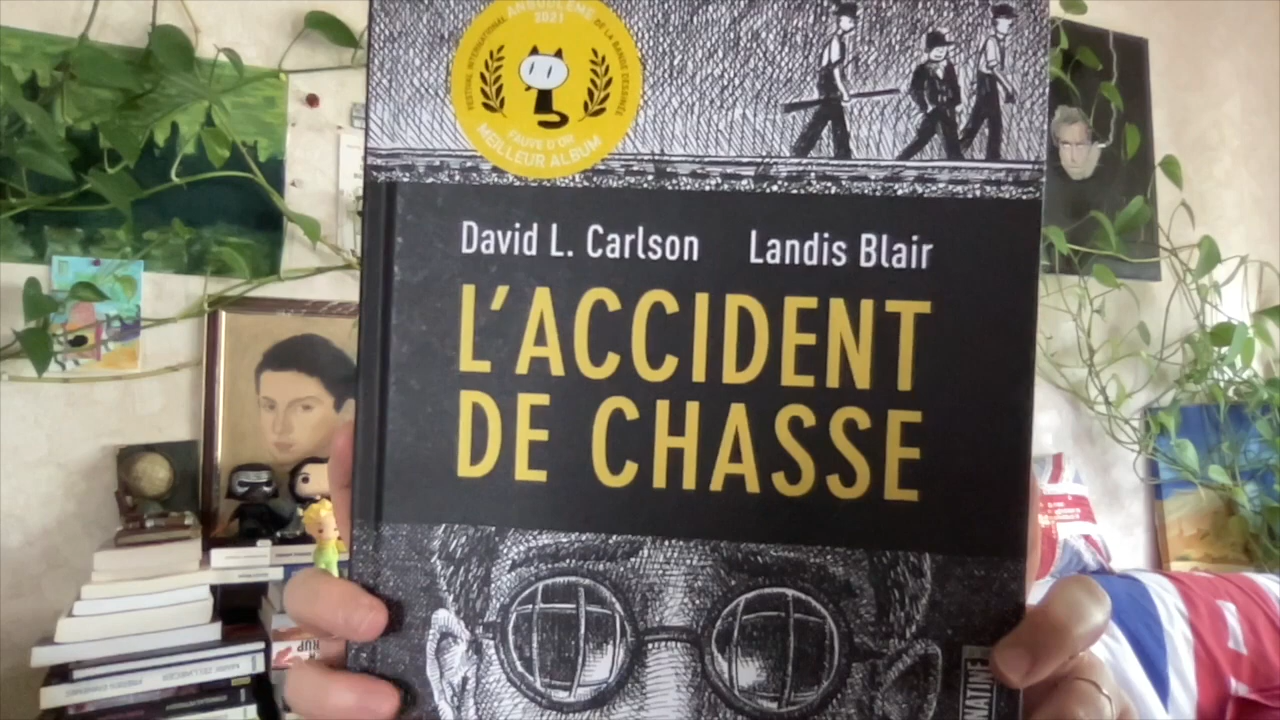 FESTIVAL INTERNATIONAL
ANGOULÊME
2021
DE LA BANDE DESSINÉE
FAUVE D'OR
MEILLEUR ALBUM
David L. Carlson Landis Blair
L'ACCIDENT
DE CHASSE
NATINE